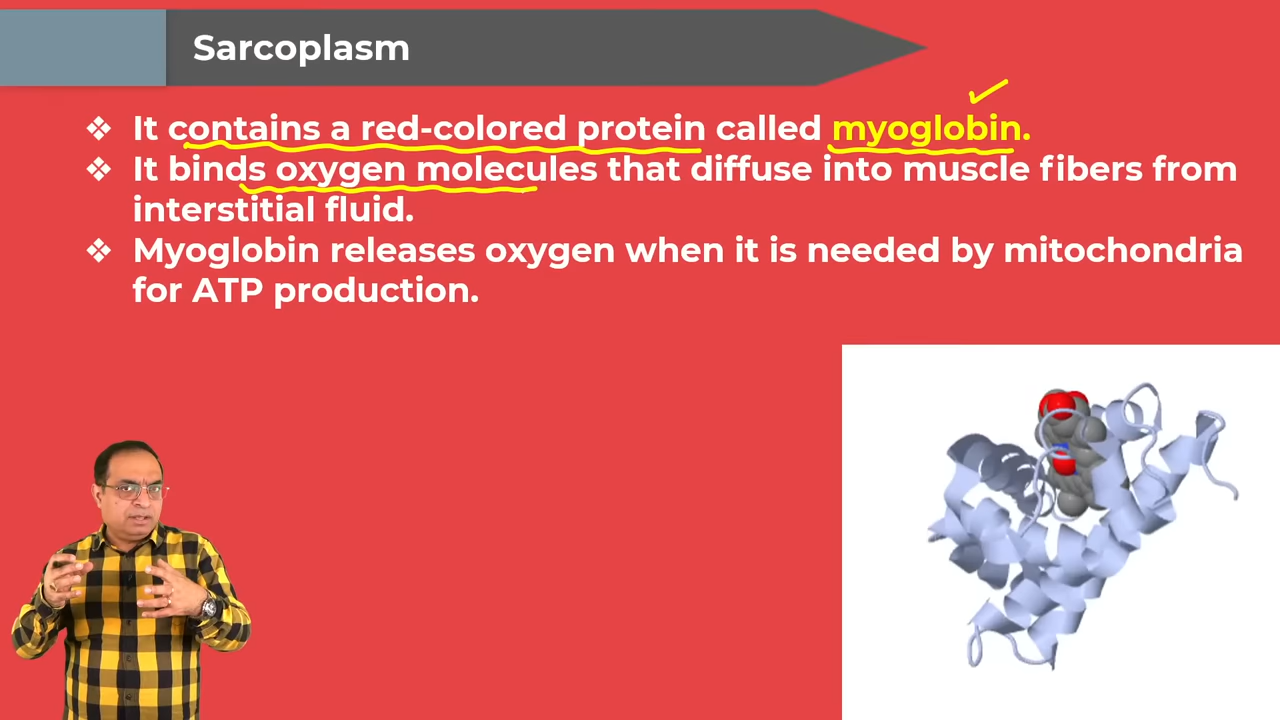 Sarcoplasm
❖ It contains a red-colored protein called myoglobin.
❖ It binds oxygen molecules that diffuse into muscle fibers from
interstitial fluid.
❖ Myoglobin releases oxygen when it is needed by mitochondria
for ATP production.